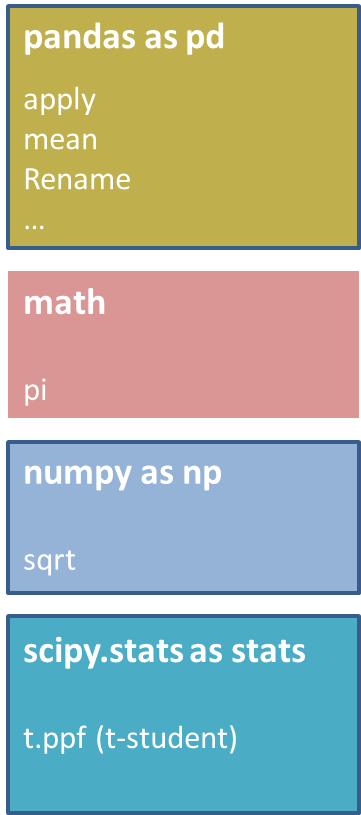 pandas as pd
apply
mean
Rename
...
math
pi
numpy as np
sqrt
scipy.stats as stats
t.ppf (t-student)